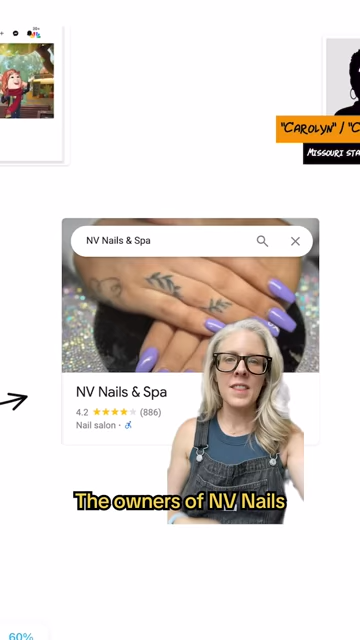 "CAROLYN" / "C
MISSOURI STA
NV Nails & Spa
NV Nails & Spa
4.2 (886)
Nail salon ·
The owners of NV Nails
60%